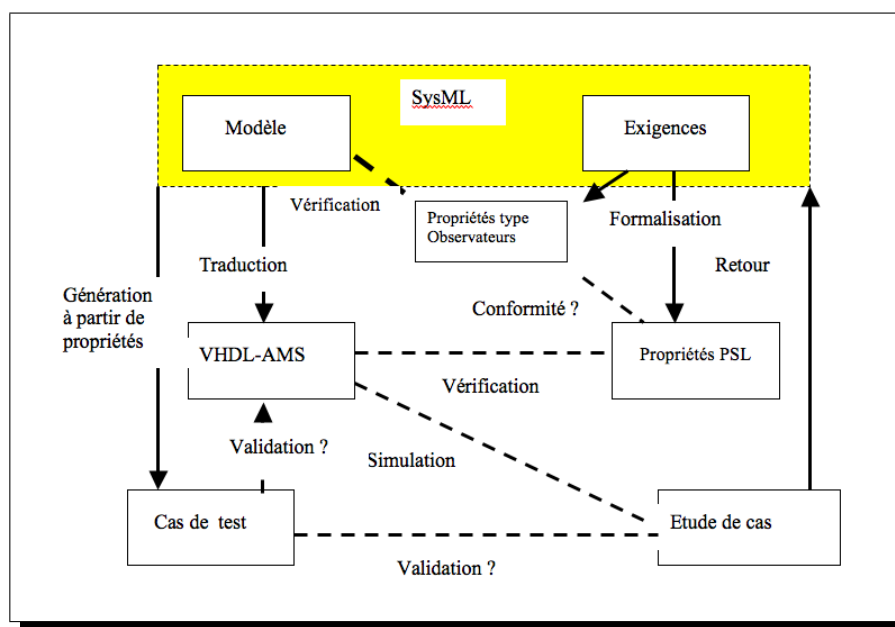 SysML
Modèle
Exigences
Vérification
Propriétés type
Observateurs
Formalisation
Traduction
Retour
Génération
à partir de
propriétés
Conformité ?
VHDL-AMS
Propriétés PSL
Vérification
Validation ?
Simulation
Cas de test
Etude de cas
Validation ?